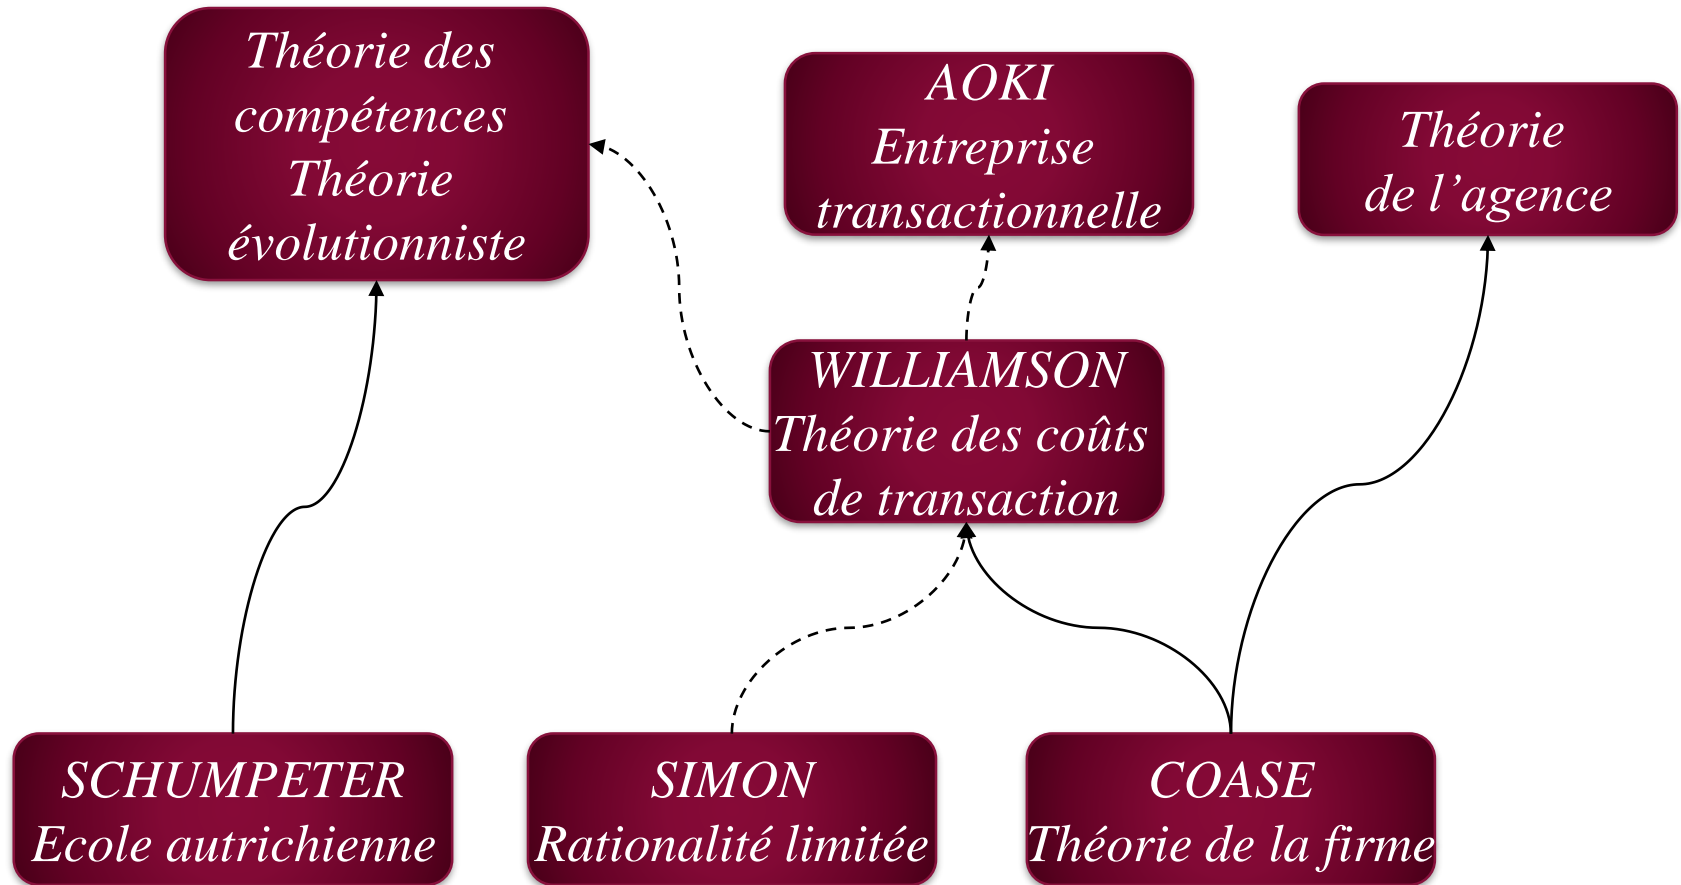 Théorie des
compétences
Théorie
évolutionniste
AOKI
Entreprise
transactionnelle
Théorie
de l’agence
WILLIAMSON
Théorie des coûts
de transaction
SCHUMPETER
Ecole autrichienne
SIMON
Rationalité limitée
COASE
Théorie de la firme